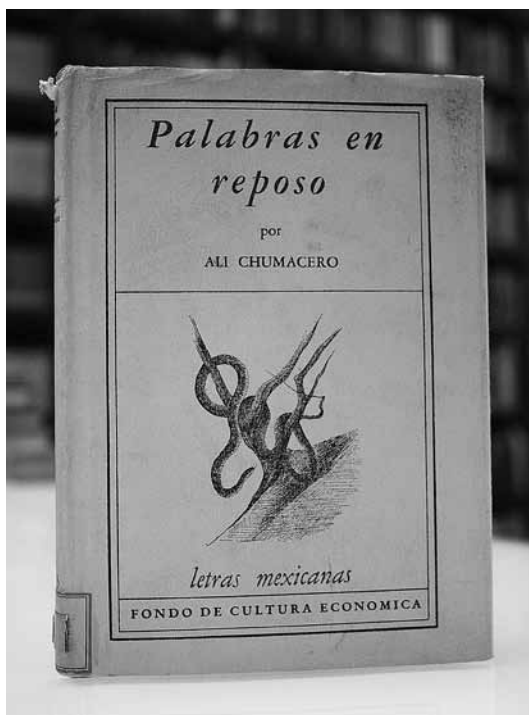 Palabras en
reposo
por
ALI CHUMACERO
letras mexicanas
FONDO DE CULTURA ECONOMICA